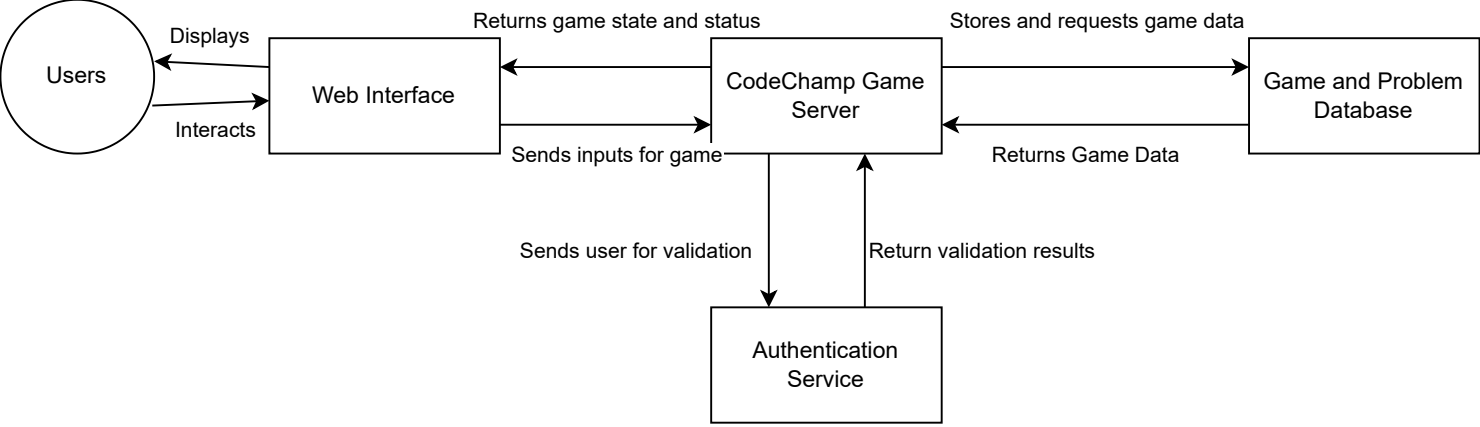 Returns game state and status
Stores and requests game data
Displays
Users
Web Interface
CodeChamp Game
Server
Game and Problem
Database
Interacts
Sends inputs for game
Returns Game Data
Sends user for validation
Return validation results
Authentication
Service